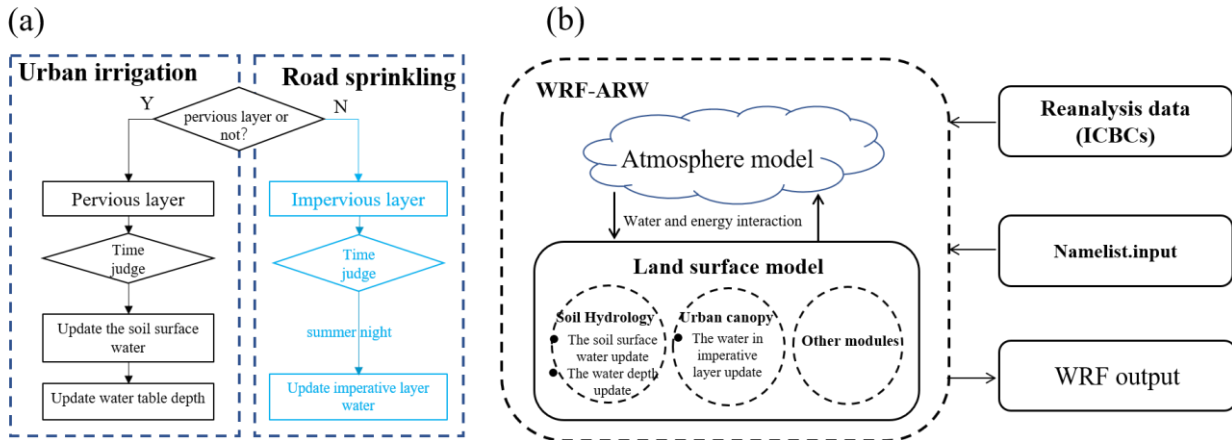 (a)
Urban irrigation
Road sprinkling
Y
N
pervious layer or
not?
Pervious layer
Impervious layer
Time
judge
Time
judge
summer night
Update the soil surface
water
Update water table depth
Update imperative layer
water
(b)
WRF-ARW
Atmosphere model
Water and energy interaction
Land surface model
Soil Hydrology
The soil surface
water update
The water depth
update
Urban canopy
The water in
imperative
layer update
Other modules
Reanalysis data
(ICBCs)
Namelist.input
WRF output